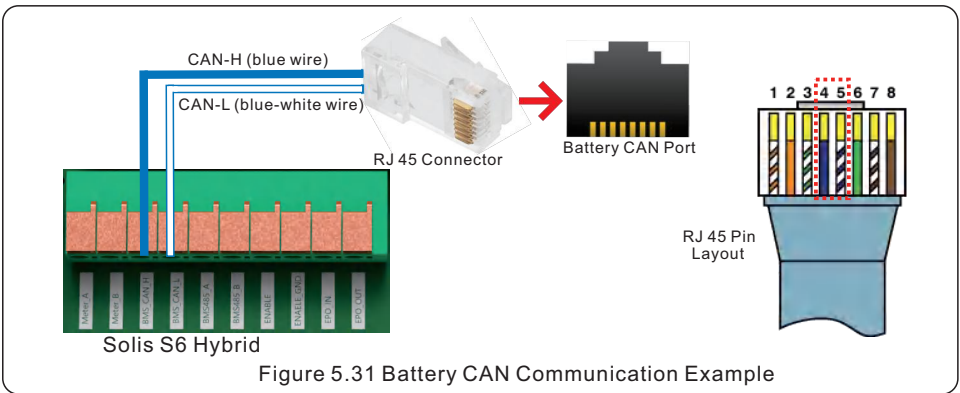 CAN-H (blue wire)
CAN-L (blue-white wire)
RJ 45 Connector
Battery CAN Port
1 2 3 4 5 6 7 8
RJ 45 Pin
Layout
Meter_A
Meter_B
BMS_CAN_H
BMS_CAN_L
BMS485_A
BMS485_B
ENABLE
ENAELE_GND
EPO_IN
EPO_OUT
Solis S6 Hybrid
Figure 5.31 Battery CAN Communication Example